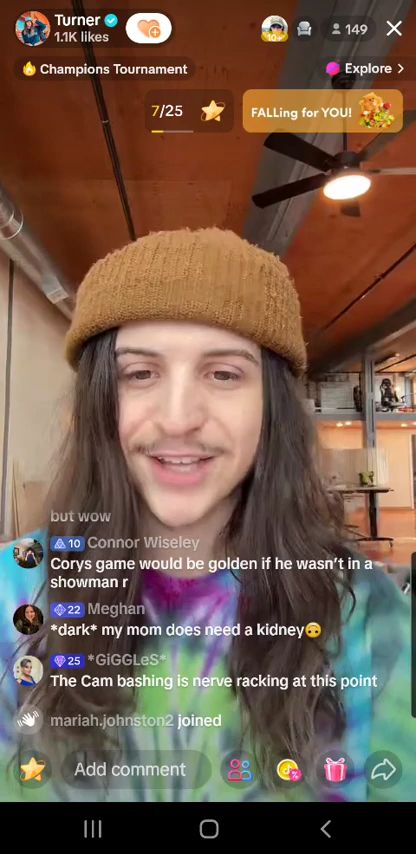 Turner
1.1K likes
10+
149
Champions Tournament
Explore >
7/25
FALLing for YOU!
but wow
10 Connor Wiseley
Corys game would be golden if he wasn't in a
showman r
22 Meghan
*dark* my mom does need a kidney🙃
25 *GiGGLeS*
The Cam bashing is nerve racking at this point
mariah.johnston2 joined
Add comment